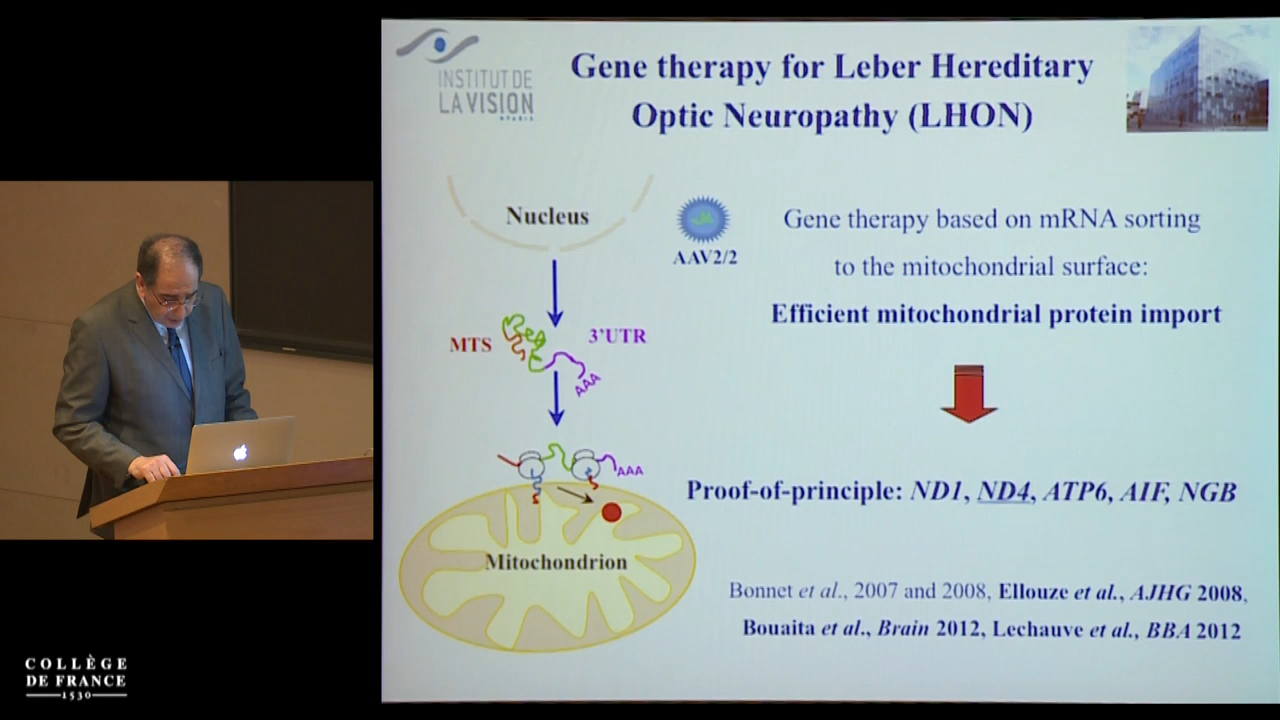 INSTITUT DE
LA VISION
PARIS
Gene therapy for Leber Hereditary
Optic Neuropathy (LHON)
Nucleus
AAV2/2
Gene therapy based on mRNA sorting
to the mitochondrial surface:
Efficient mitochondrial protein import
MTS
3'UTR
AAA
AAA
Proof-of-principle: ND1, ND4, ATP6, AIF, NGB
Mitochondrion
Bonnet et al., 2007 and 2008, Ellouze et al., AJHG 2008,
Bouaita et al., Brain 2012, Lechauve et al., BBA 2012
COLLÈGE
DE FRANCE
1530